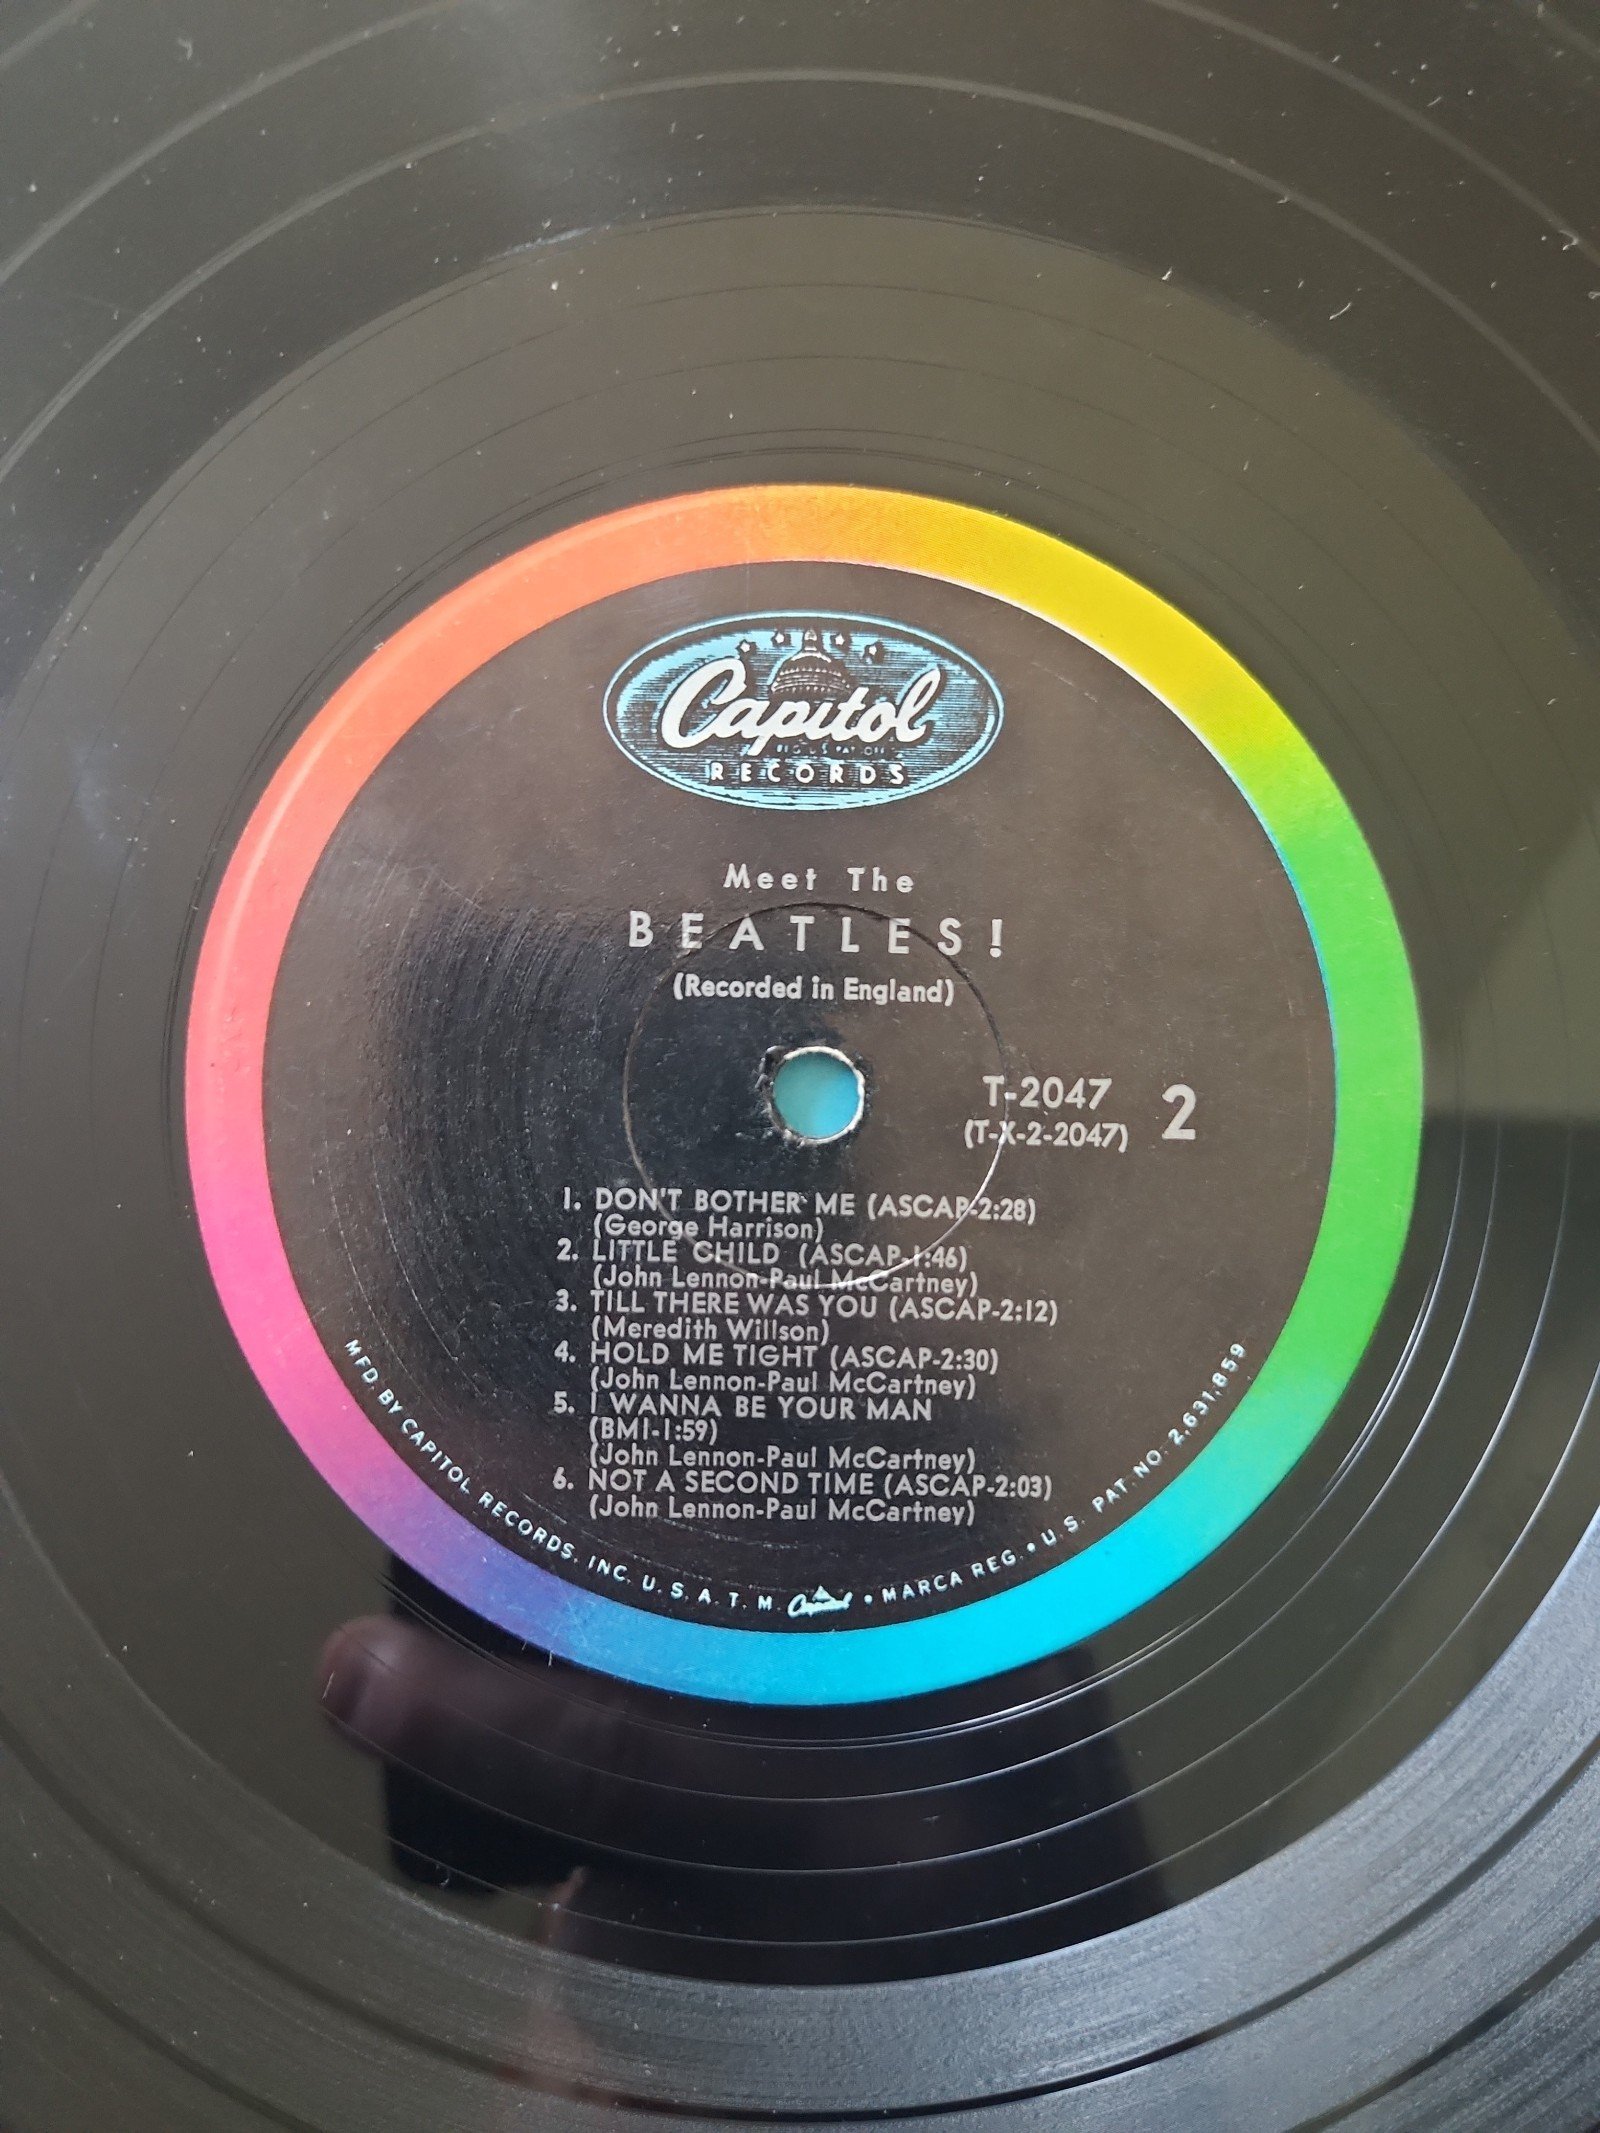 Capitol
REG. U.S. PAT. OFF.
RECORDS
Meet The
BEATLES!
(Recorded in England)
T-2047
(T-X-2-2047)
2
1. DON'T BOTHER ME (ASCAP-2:28)
(George Harrison)
2. LITTLE CHILD (ASCAP-1:46)
(John Lennon-Paul McCartney)
3. TILL THERE WAS YOU (ASCAP-2:12)
(Meredith Willson)
4. HOLD ME TIGHT (ASCAP-2:30)
(John Lennon-Paul McCartney)
5. I WANNA BE YOUR MAN
(BMI-1:59)
(John Lennon-Paul McCartney)
6. NOT A SECOND TIME (ASCAP-2:03)
(John Lennon-Paul McCartney)
MFD. BY CAPITOL RECORDS, INC. U. S. A. T. M. Capitol • MARCA REG. • U. S. PAT. NO. 2,631,859